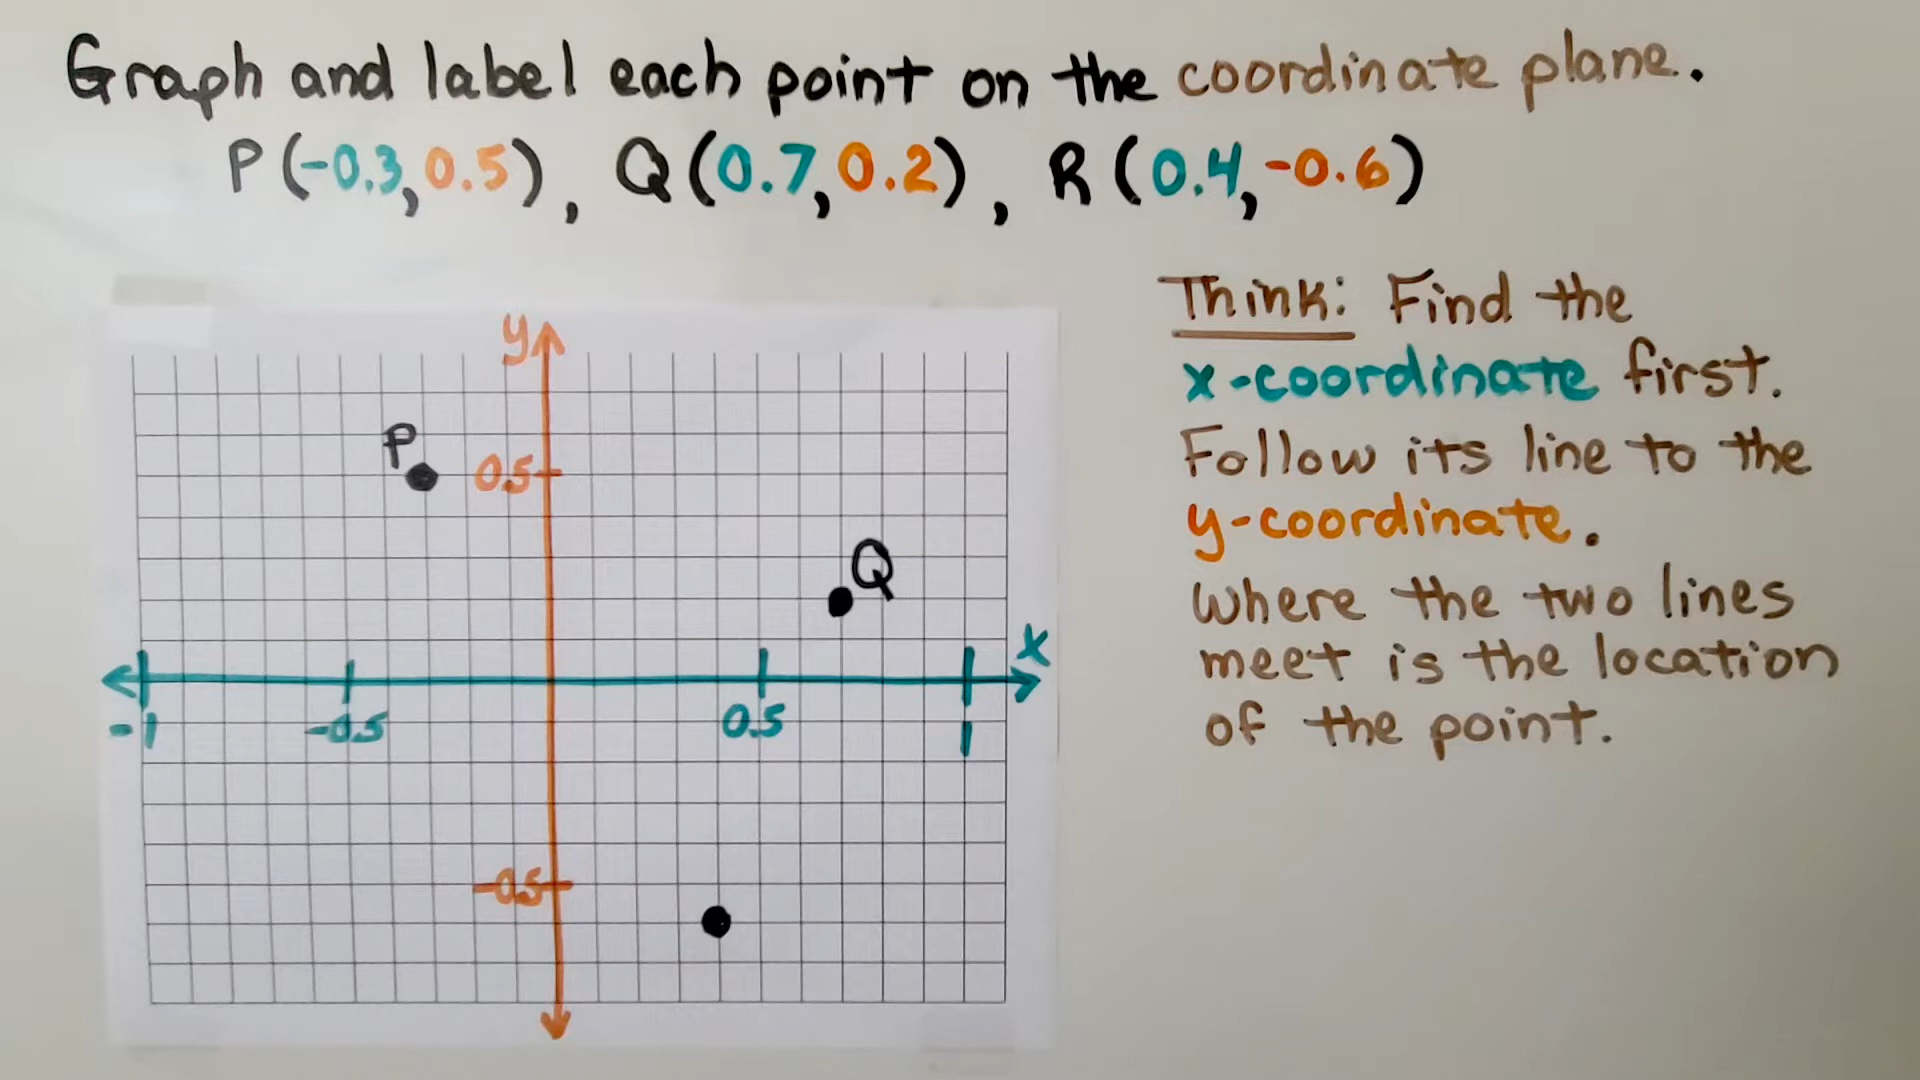 Graph and label each point on the coordinate plane.
P(-0.3, 0.5), Q(0.7, 0.2), R(0.4, -0.6)
Think: Find the
x-coordinate first.
Follow its line to the
y-coordinate.
Where the two lines
meet is the location
of the point.
y
P
0.5
Q
x
-1
-0.5
0.5
1
-0.5